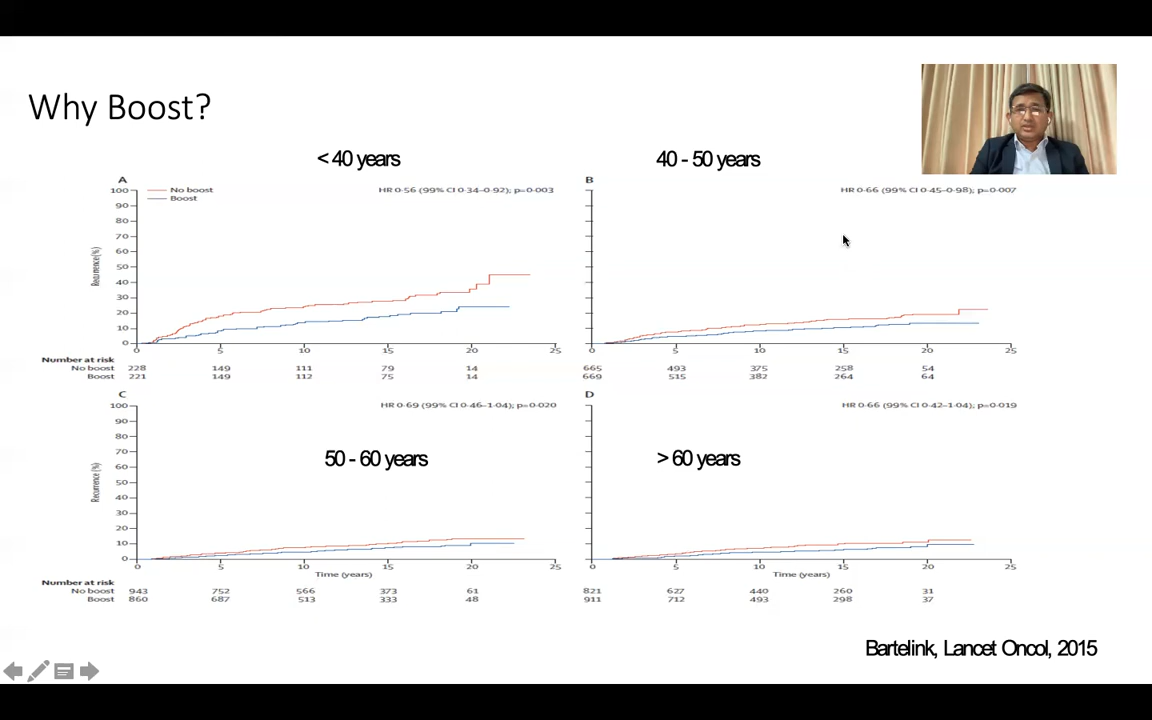 Why Boost?
< 40 years
40 - 50 years
A
No boost
Boost
HR 0·56 (99% CI 0·34–0·92); p=0·003
100
90
80
70
60
50
40
30
20
10
0
Recurrence (%)
0 5 10 15 20 25
Number at risk
No boost 228 149 111 79 14
Boost 221 149 112 75 14
B
HR 0·66 (99% CI 0·45–0·98); p=0·007
0 5 10 15 20 25
665 493 375 258 54
669 515 382 264 64
C
HR 0·69 (99% CI 0·46–1·04); p=0·020
50 - 60 years
100
90
80
70
60
50
40
30
20
10
0
Recurrence (%)
0 5 10 15 20 25
Time (years)
Number at risk
No boost 943 752 566 373 61
Boost 860 687 513 333 48
D
HR 0·66 (99% CI 0·42–1·04); p=0·019
> 60 years
0 5 10 15 20 25
Time (years)
821 627 440 260 31
911 712 493 298 37
Bartelink, Lancet Oncol, 2015